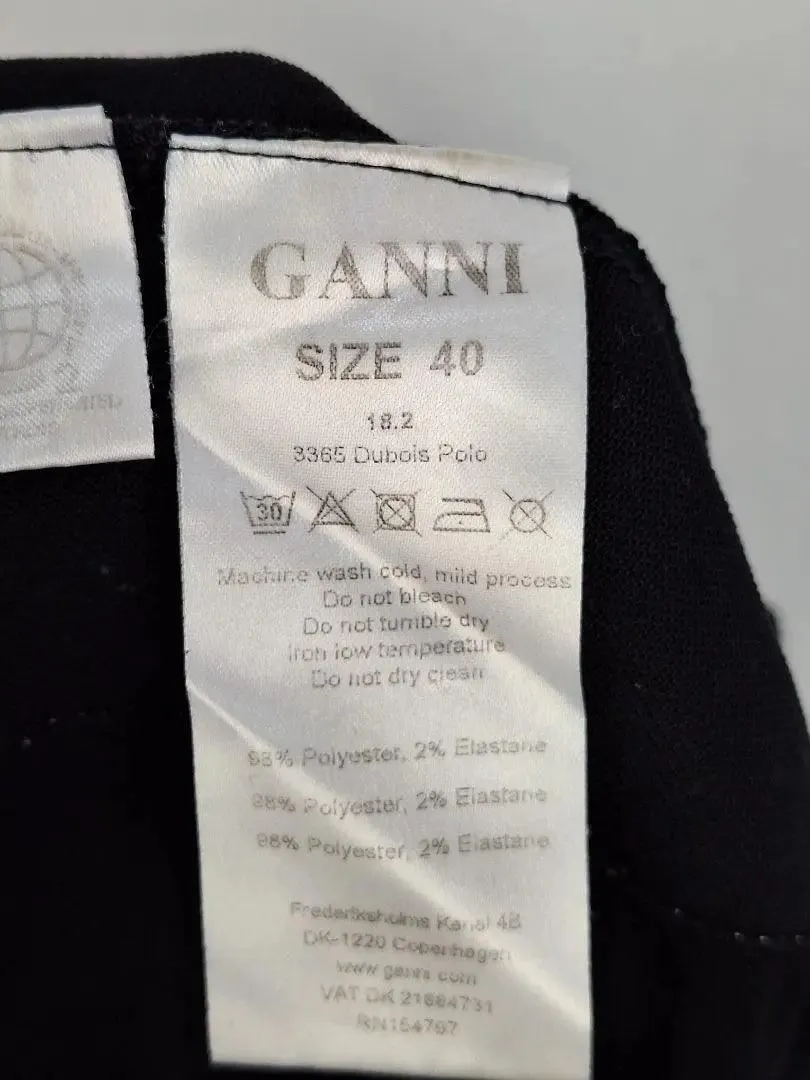 GANNI
SIZE 40
18.2
3365 Dubois Polo
30
Machine wash cold, mild process
Do not bleach
Do not tumble dry
Iron low temperature
Do not dry clean
98% Polyester, 2% Elastane
98% Polyester, 2% Elastane
98% Polyester, 2% Elastane
Frederiksholms Kanal 4B
DK-1220 Copenhagen
www.ganni.com
VAT DK 21884731
RN154797